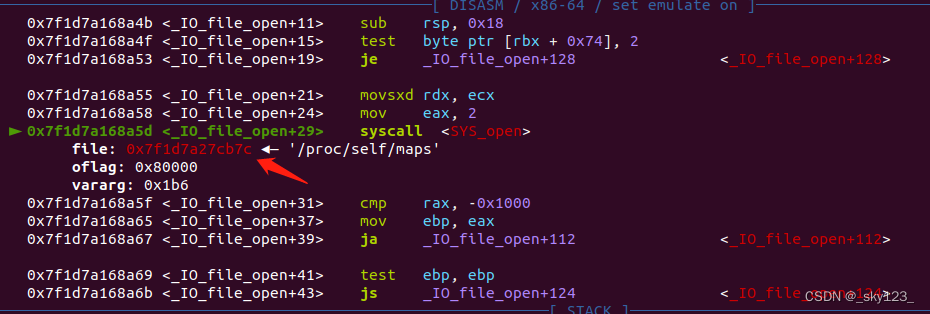 [ DISASM / x86-64 / set emulate on ]
0x7f1d7a168a4b <_IO_file_open+11> sub rsp, 0x18
0x7f1d7a168a4f <_IO_file_open+15> test byte ptr [rbx + 0x74], 2
0x7f1d7a168a53 <_IO_file_open+19> je _IO_file_open+128 <_IO_file_open+128>
0x7f1d7a168a55 <_IO_file_open+21> movsxd rdx, ecx
0x7f1d7a168a58 <_IO_file_open+24> mov eax, 2
► 0x7f1d7a168a5d <_IO_file_open+29> syscall <SYS_open>
file: 0x7f1d7a27cb7c ◂— '/proc/self/maps'
oflag: 0x80000
vararg: 0x1b6
0x7f1d7a168a5f <_IO_file_open+31> cmp rax, -0x1000
0x7f1d7a168a65 <_IO_file_open+37> mov ebp, eax
0x7f1d7a168a67 <_IO_file_open+39> ja _IO_file_open+112 <_IO_file_open+112>
0x7f1d7a168a69 <_IO_file_open+41> test ebp, ebp
0x7f1d7a168a6b <_IO_file_open+43> js _IO_file_open+124 <_IO_file_open+124>
CSDN @_sky123_
[ STACK ]